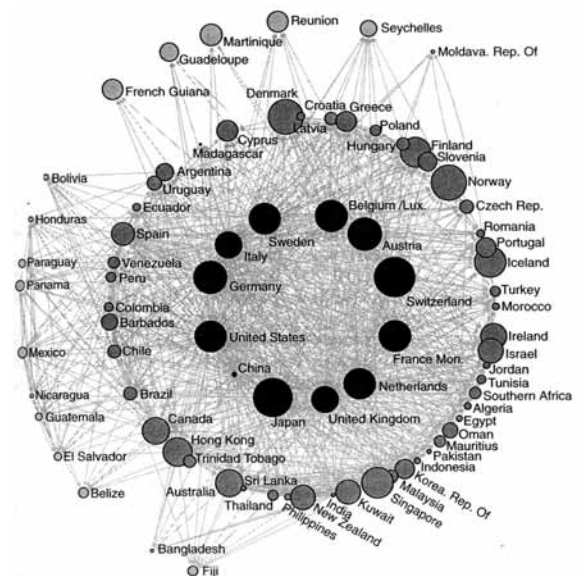 Reunion
Martinique
Seychelles
Guadeloupe
Moldava. Rep. Of
French Guiana
Denmark
Croatia
Greece
Latvia
Poland
Cyprus
Hungary
Finland
Madagascar
Slovenia
Argentina
Bolivia
Uruguay
Norway
Ecuador
Belgium /Lux.
Czech Rep.
Honduras
Spain
Sweden
Austria
Romania
Portugal
Italy
Paraguay
Venezuela
Iceland
Panama
Peru
Germany
Switzerland
Turkey
Colombia
Morocco
Barbados
United States
France Mon.
Ireland
Mexico
Chile
Israel
China
Jordan
Nicaragua
Brazil
Netherlands
Tunisia
Southern Africa
Guatemala
Japan
United Kingdom
Algeria
Canada
Egypt
Oman
Hong Kong
Mauritius
El Salvador
Trinidad Tobago
Pakistan
Indonesia
Korea. Rep. Of
Malaysia
Belize
Australia
Sri Lanka
Singapore
Thailand
Kuwait
India
New Zealand
Philippines
Bangladesh
Fiji